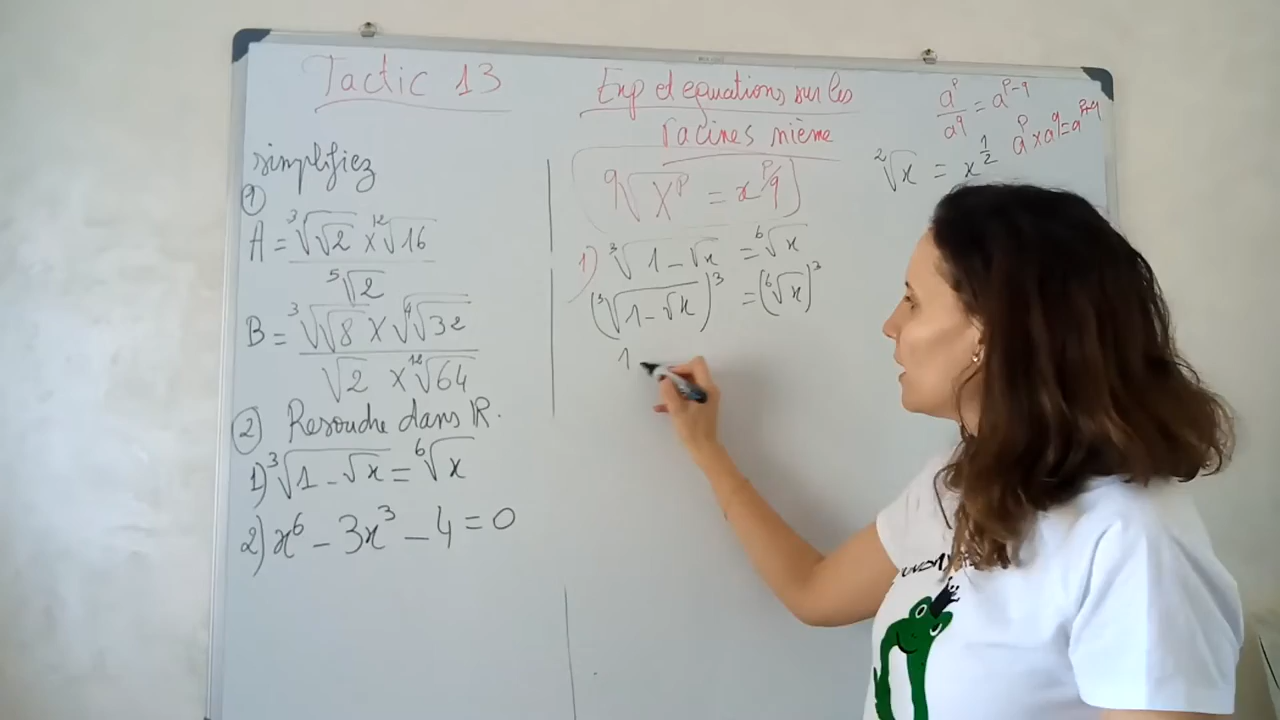 Tactic 13
simplifiez
1
A = ∛(√2) × ¹²√16 / ⁵√2
B = ∛(√8) × ⁴√(√32) / √2 × ¹²√64
2 Resoudre dans R.
1) ∛(1 - √x) = ⁶√x
2) x⁶ - 3x³ - 4 = 0
Exp et equations sur les
racines nième
q√(X^p) = x^(p/q)
1) ∛(1 - √x) = ⁶√x
(∛(1 - √x))³ = (⁶√x)³
1
a^p / a^q = a^(p-q)
a^p × a^q = a^(p+q)
²√x = x^(1/2)